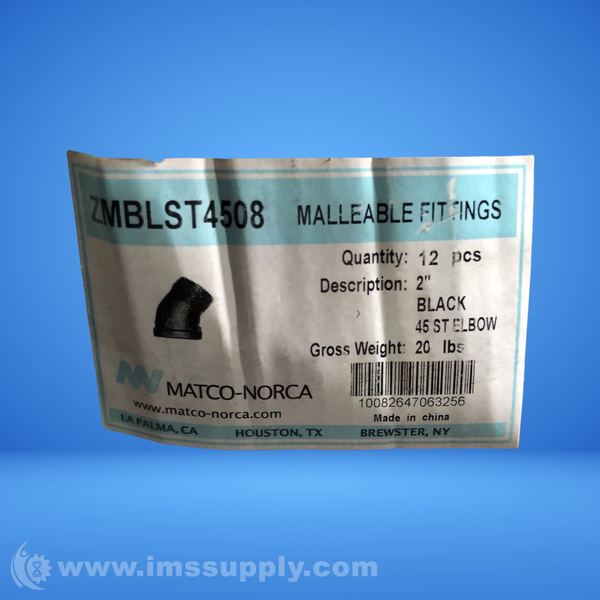 ZMBLST4508 MALLEABLE FITTINGS
Quantity: 12 pcs
Description: 2"
BLACK
45 ST ELBOW
Gross Weight: 20 lbs
MATCO-NORCA
www.matco-norca.com
10082647063256
Made in china
LA PALMA, CA HOUSTON, TX BREWSTER, NY
www.imssupply.com